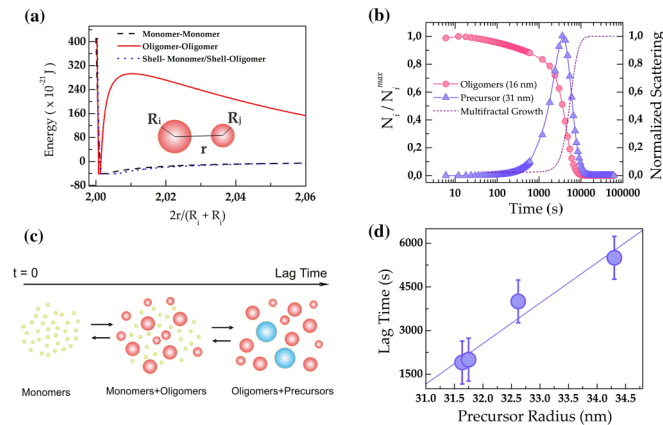 (a)
Energy ( x 10⁻²¹ J)
400
320
240
160
80
0
-80
Monomer-Monomer
Oligomer-Oligomer
Shell- Monomer/Shell-Oligomer
Rᵢ
Rⱼ
r
2,00
2,02
2,04
2,06
2r/(Rᵢ + Rⱼ)
(b)
Nᵢ / Nᵢᵐᵃˣ
1,0
0,8
0,6
0,4
0,2
0,0
Oligomers (16 nm)
Precursor (31 nm)
Multifractal Growth
1,0
0,8
0,6
0,4
0,2
0,0
Normalized Scattering
10
100
1000
10000
100000
Time (s)
(c)
t = 0
Lag Time
Monomers
Monomers+Oligomers
Oligomers+Precursors
(d)
Lag Time (s)
6000
4500
3000
1500
31.0
31.5
32.0
32.5
33.0
33.5
34.0
34.5
Precursor Radius (nm)